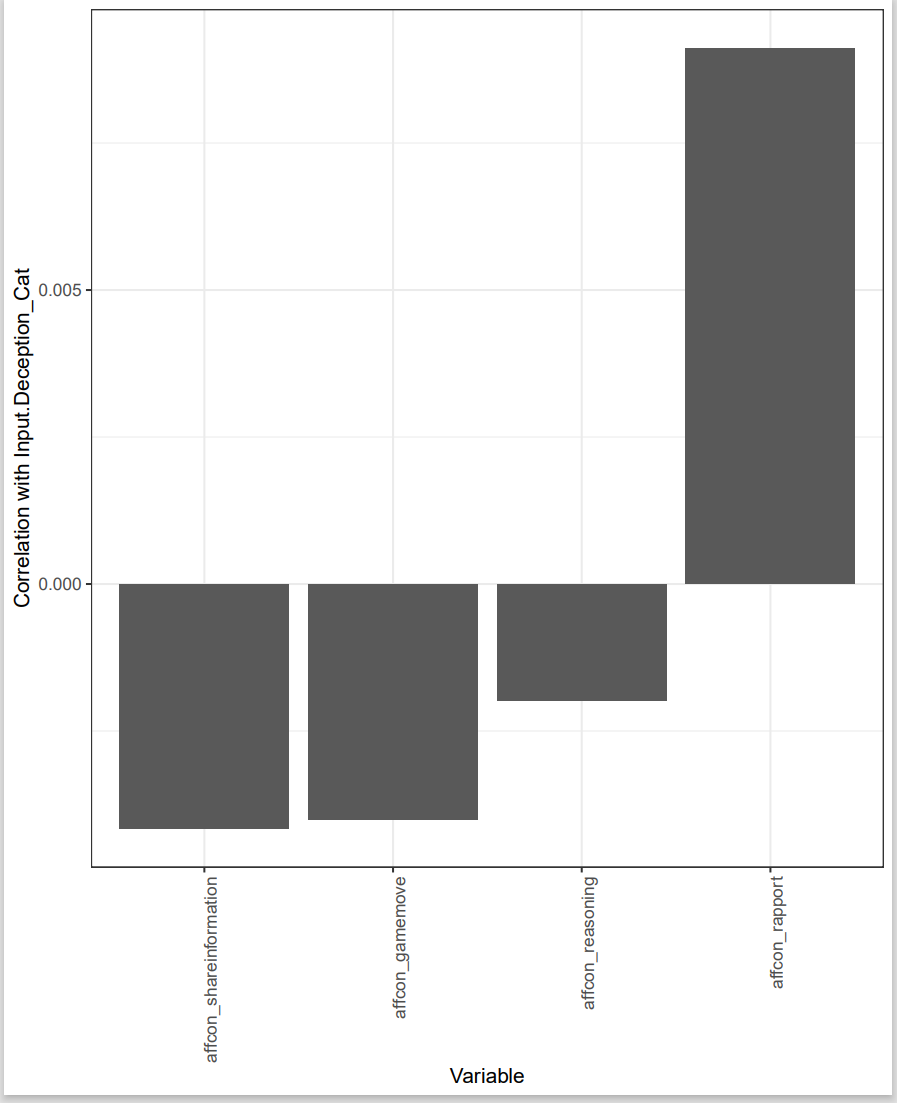 Correlation with Input.Deception_Cat
0.005
0.000
affcon_shareinformation
affcon_gamemove
affcon_reasoning
affcon_rapport
Variable